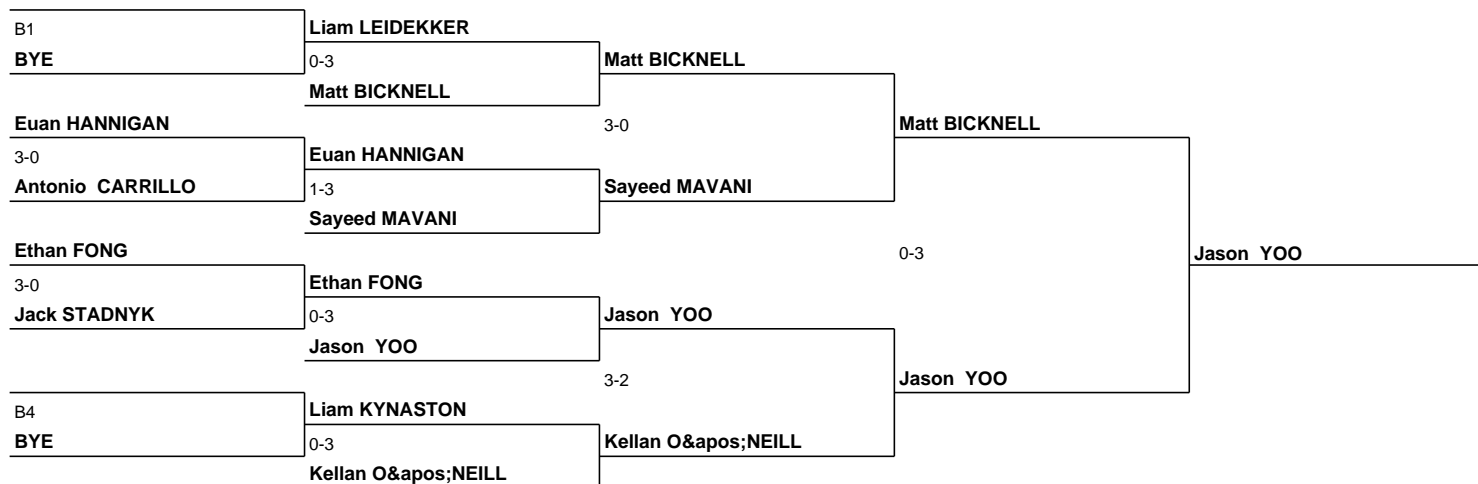 B1
BYE
Euan HANNIGAN
3-0
Antonio  CARRILLO
Ethan FONG
3-0
Jack STADNYK
B4
BYE
Liam LEIDEKKER
0-3
Matt BICKNELL
Euan HANNIGAN
1-3
Sayeed MAVANI
Ethan FONG
0-3
Jason  YOO
Liam KYNASTON
0-3
Kellan O&apos;NEILL
Matt BICKNELL
3-0
Sayeed MAVANI
Jason  YOO
3-2
Kellan O&apos;NEILL
Matt BICKNELL
0-3
Jason  YOO
Jason  YOO